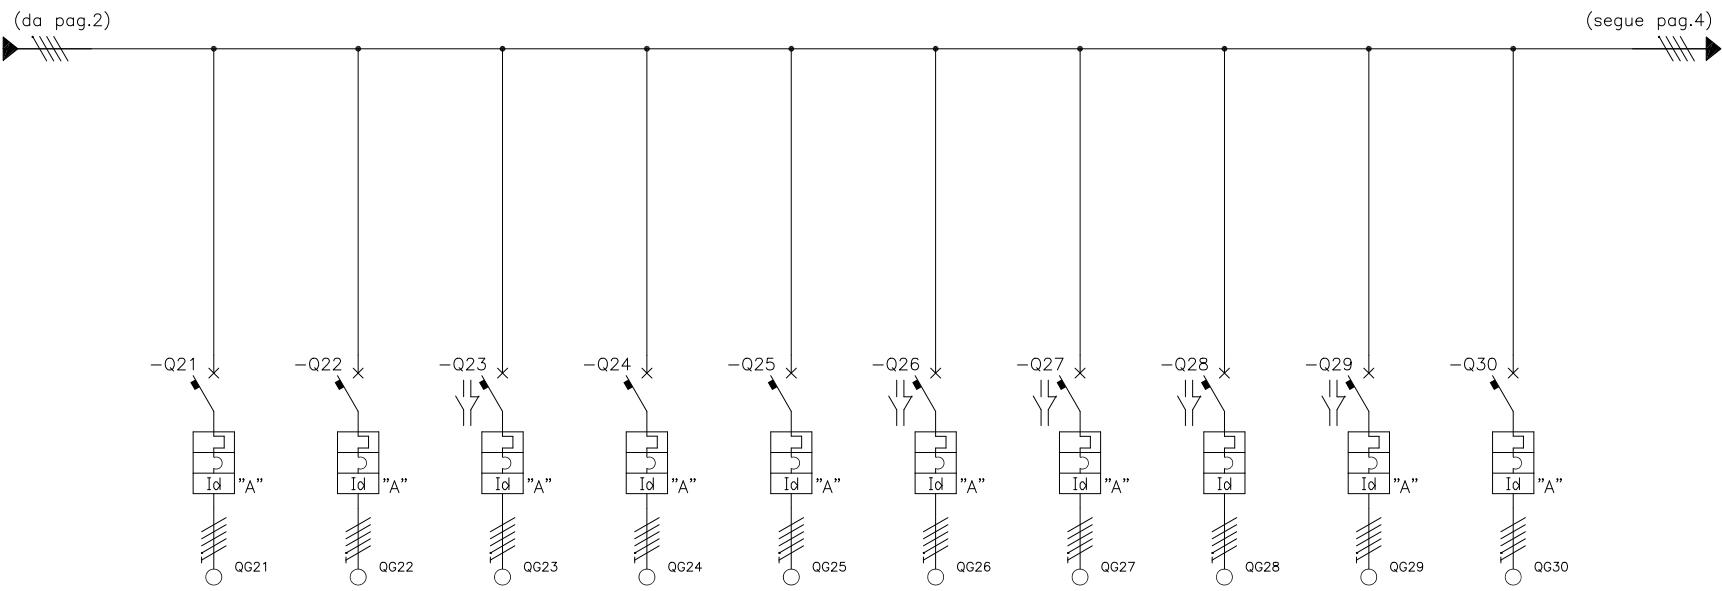 (da pag.2)
(segue pag.4)
-Q21
-Q22
-Q23
-Q24
-Q25
-Q26
-Q27
-Q28
-Q29
-Q30
Id "A"
Id "A"
Id "A"
Id "A"
Id "A"
Id "A"
Id "A"
Id
Id "A"
Id "A"
QG21
QG22
QG23
QG24
QG25
QG26
QG27
QG28
QG29
QG30